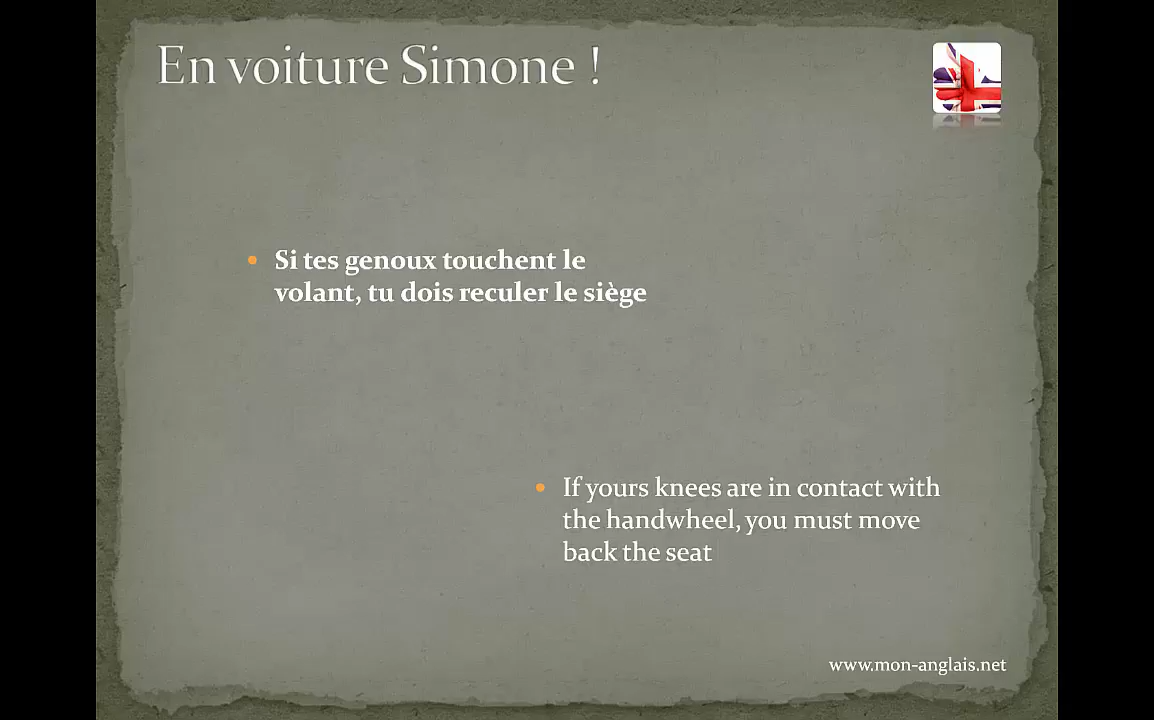 En voiture Simone !
• Si tes genoux touchent le
volant, tu dois reculer le siège
• If yours knees are in contact with
the handwheel, you must move
back the seat
www.mon-anglais.net